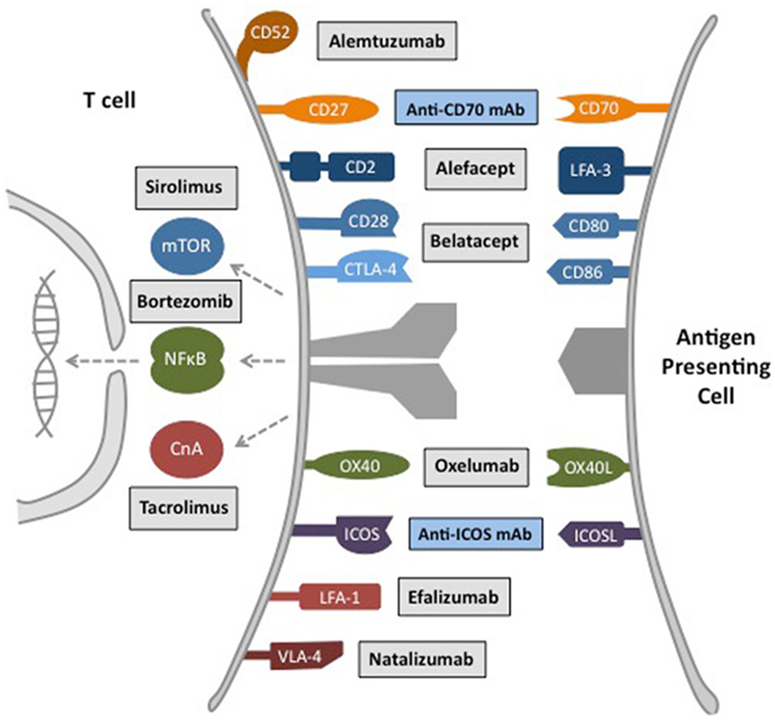 CD52
Alemtuzumab
T cell
CD27
Anti-CD70 mAb
CD70
CD2
Alefacept
LFA-3
Sirolimus
mTOR
CD28
Belatacept
CD80
CTLA-4
CD86
Bortezomib
NFκB
Antigen
Presenting
Cell
CnA
Tacrolimus
OX40
Oxelumab
OX40L
ICOS
Anti-ICOS mAb
ICOSL
LFA-1
Efalizumab
VLA-4
Natalizumab